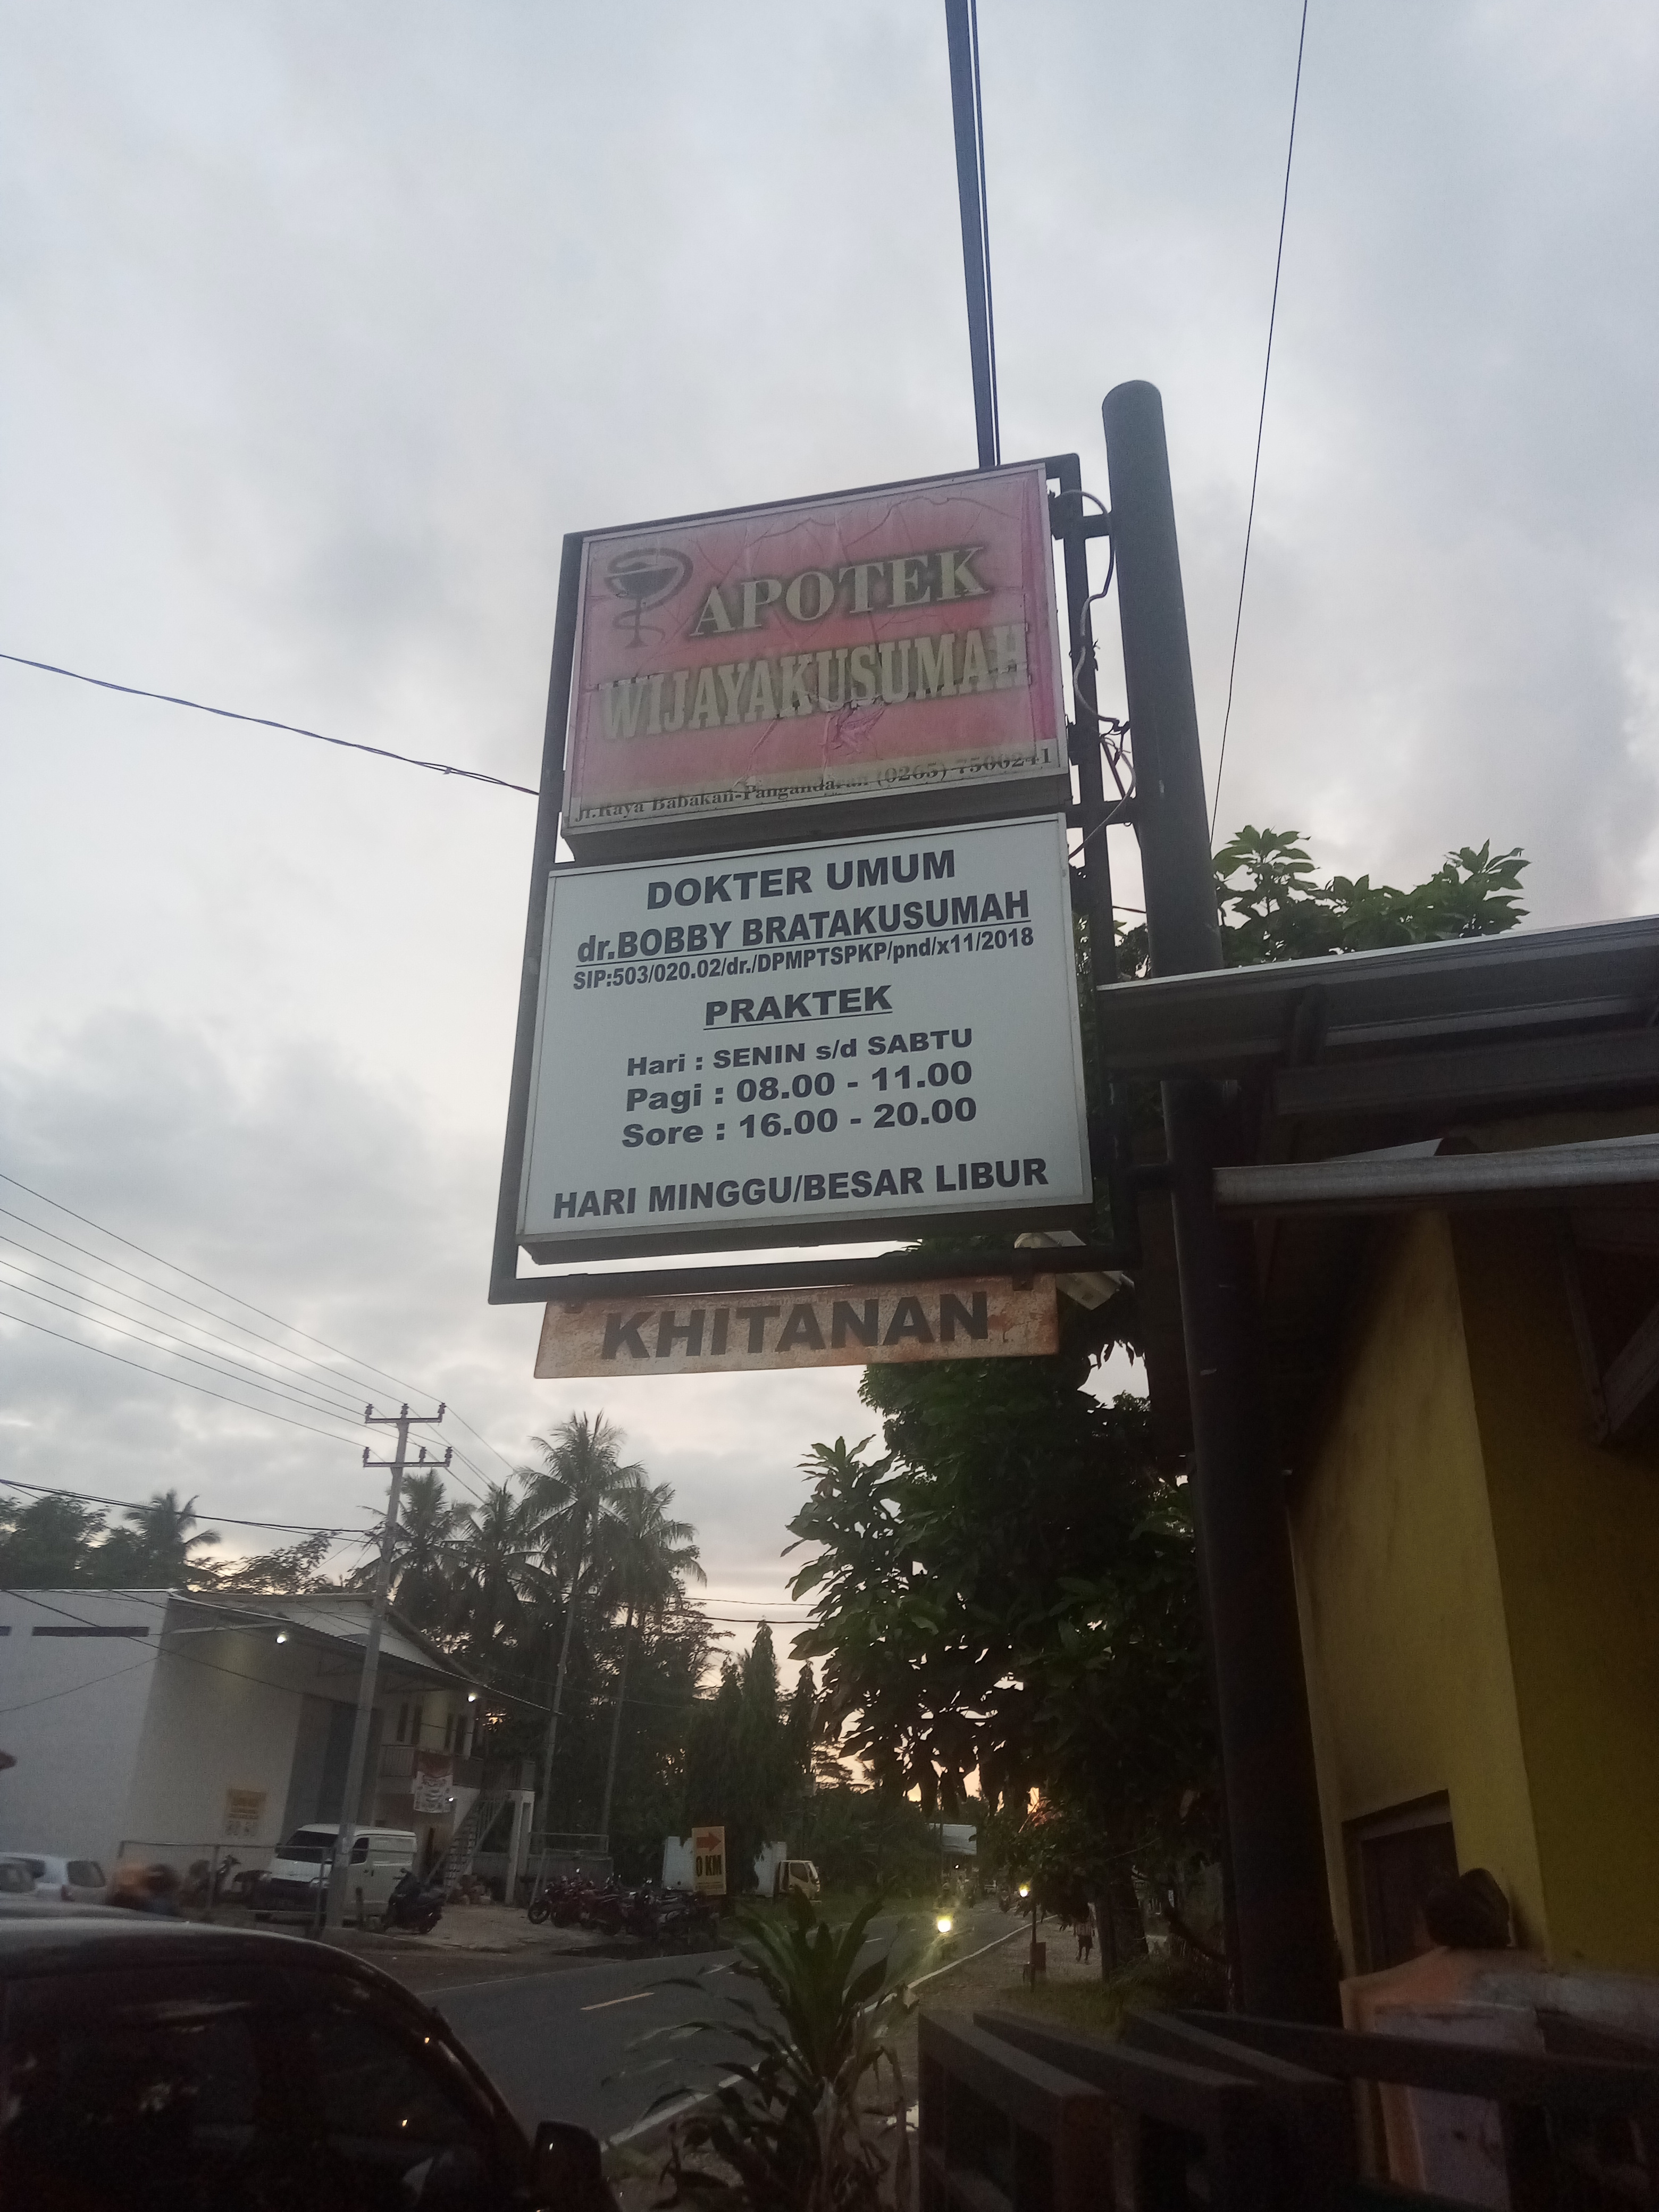 APOTEK
WIJAYAKUSUMAH
Jl.Raya Babakan-Pangandaran (0265) 7500241
DOKTER UMUM
dr.BOBBY BRATAKUSUMAH
SIP:503/020.02/dr./DPMPTSPKP/pnd/x11/2018
PRAKTEK
Hari : SENIN s/d SABTU
Pagi : 08.00 - 11.00
Sore : 16.00 - 20.00
HARI MINGGU/BESAR LIBUR
KHITANAN
0 KM